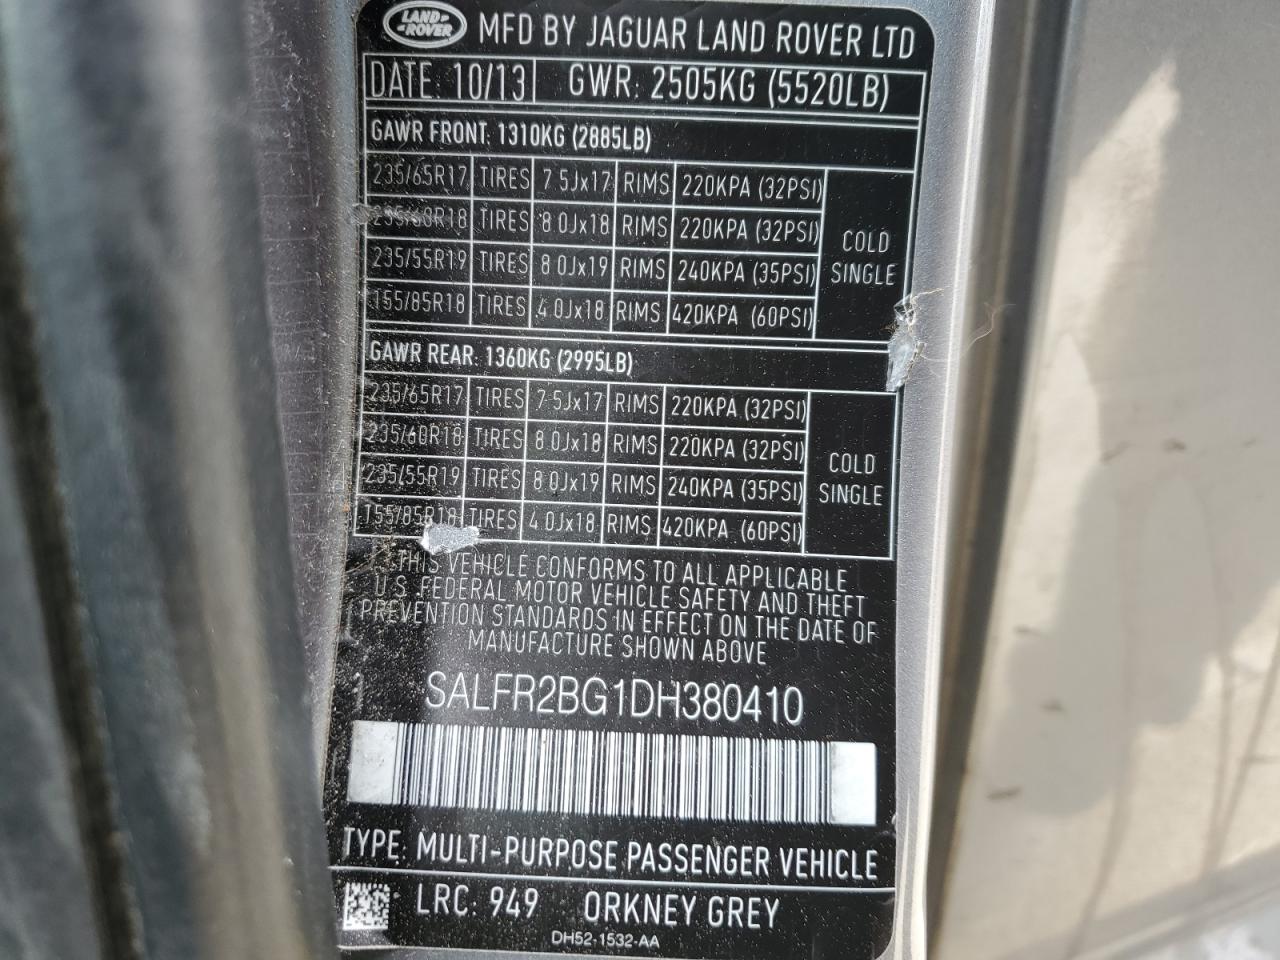 LAND-ROVER MFD BY JAGUAR LAND ROVER LTD
DATE: 10/13 GWR: 2505KG (5520LB)
GAWR FRONT: 1310KG (2885LB)
235/65R17 TIRES 7 5Jx17 RIMS 220KPA (32PSI)
235/60R18 TIRES 8 0Jx18 RIMS 220KPA (32PSI)
235/55R19 TIRES 8 0Jx19 RIMS 240KPA (35PSI)
155/85R18 TIRES 4 0Jx18 RIMS 420KPA (60PSI)
COLD
SINGLE
GAWR REAR: 1360KG (2995LB)
235/65R17 TIRES 7 5Jx17 RIMS 220KPA (32PSI)
235/60R18 TIRES 8 0Jx18 RIMS 220KPA (32PSI)
235/55R19 TIRES 8 0Jx19 RIMS 240KPA (35PSI)
155/85R18 TIRES 4 0Jx18 RIMS 420KPA (60PSI)
COLD
SINGLE
THIS VEHICLE CONFORMS TO ALL APPLICABLE
U.S. FEDERAL MOTOR VEHICLE SAFETY AND THEFT
PREVENTION STANDARDS IN EFFECT ON THE DATE OF
MANUFACTURE SHOWN ABOVE
SALFR2BG1DH380410
TYPE: MULTI-PURPOSE PASSENGER VEHICLE
LRC: 949 ORKNEY GREY
DH52-1532-AA